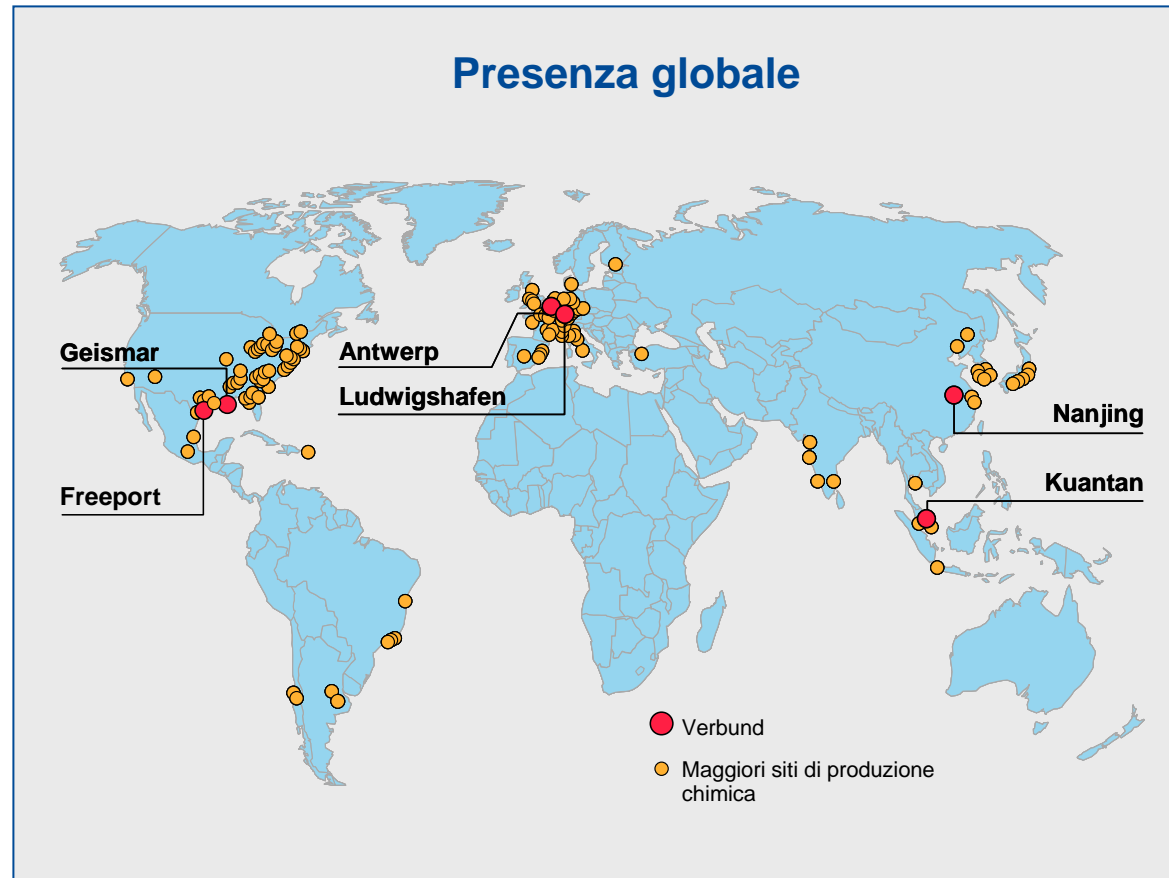 Presenza globale
Geismar
Antwerp
Ludwigshafen
Nanjing
Kuantan
Freeport
Verbund
Maggiori siti di produzione
chimica